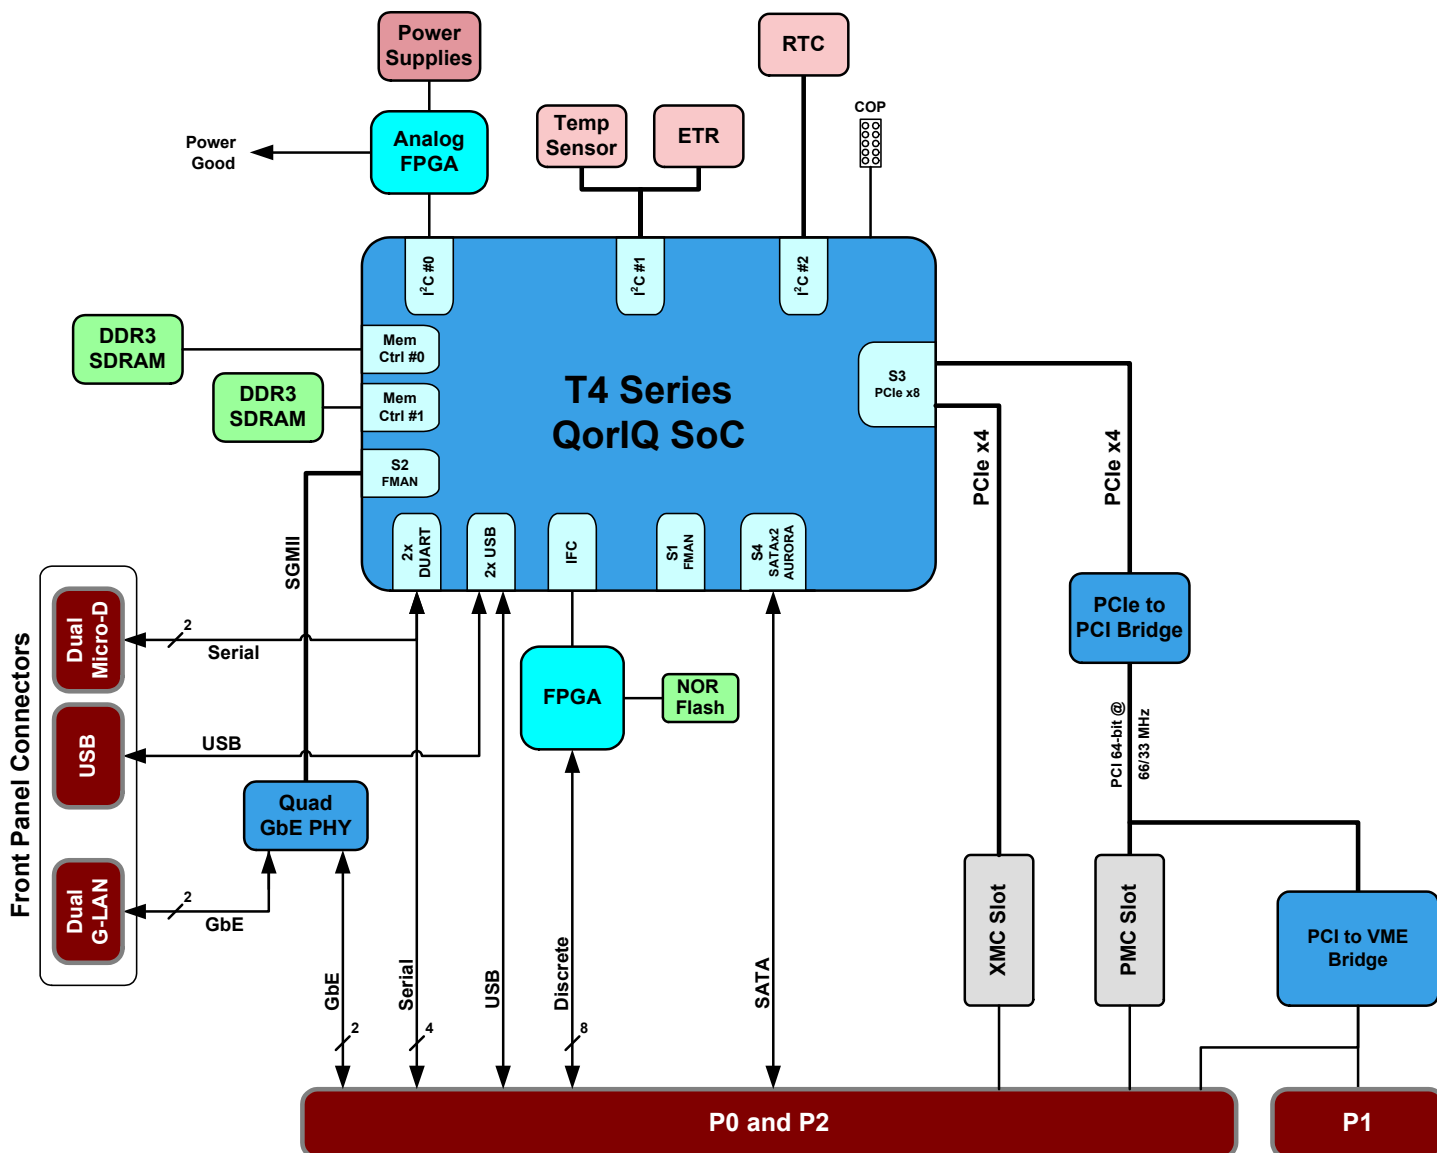 Power
Supplies
RTC
COP
Analog
FPGA
Power
Good
Temp
Sensor
ETR
I²C #0
I²C #1
I²C #2
DDR3
SDRAM
Mem
Ctrl #0
DDR3
SDRAM
Mem
Ctrl #1
T4 Series
QorIQ SoC
S3
PCIe x8
S2
FMAN
2x
DUART
2x USB
IFC
S1
FMAN
S4
SATAx2
AURORA
PCIe x4
PCIe x4
SGMII
Front Panel Connectors
Dual
Micro-D
2
Serial
USB
USB
Dual
G-LAN
2
GbE
Quad
GbE PHY
FPGA
NOR
Flash
PCIe to
PCI Bridge
PCI 64-bit @
66/33 MHz
XMC Slot
PMC Slot
PCI to VME
Bridge
GbE
2
Serial
4
USB
Discrete
8
SATA
P0 and P2
P1